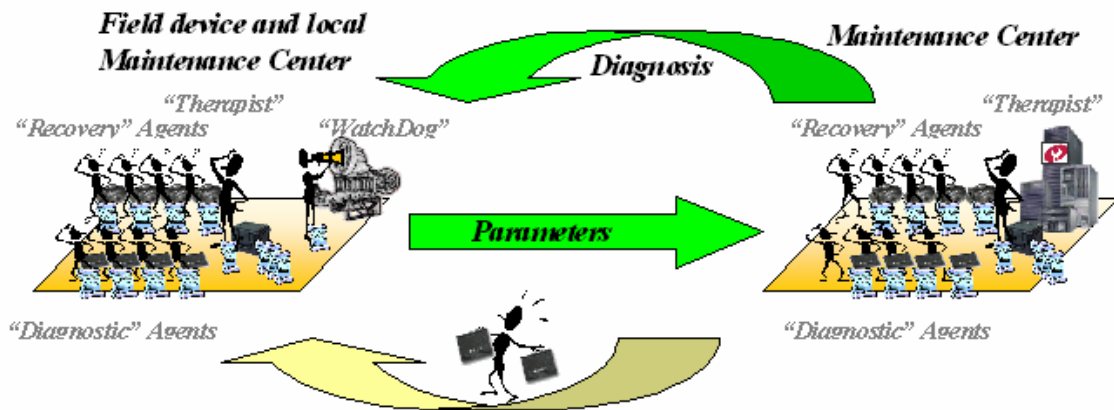 Field device and local
Maintenance Center
Maintenance Center
Diagnosis
“Therapist”
“Recovery” Agents
“WatchDog”
“Therapist”
“Recovery” Agents
Parameters
“Diagnostic” Agents
“Diagnostic” Agents